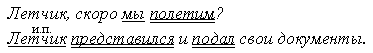 Летчик, скоро мы полетим?
и.п.
Летчик представился и подал свои документы.